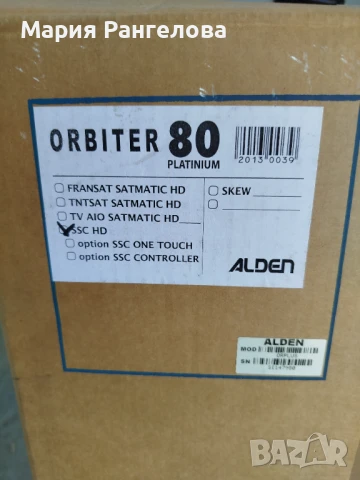 Мария Рангелова
ORBITER 80
PLATINIUM
20130039
FRANSAT SATMATIC HD
TNTSAT SATMATIC HD
TV AIO SATMATIC HD
SSC HD
option SSC ONE TOUCH
option SSC CONTROLLER
SKEW
ALDEN
ALDEN
MOD
SN
BAZAR